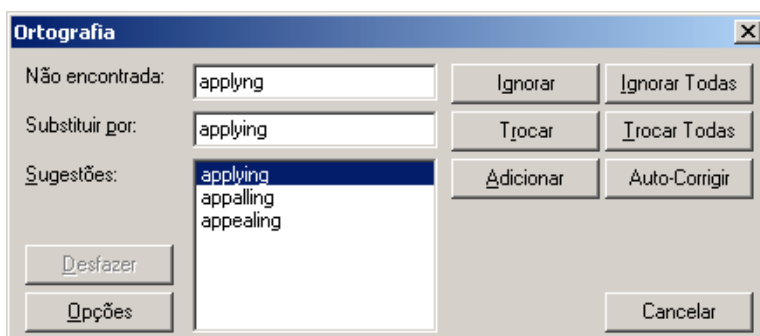 Ortografia
Não encontrada: applyng Ignorar Ignorar Todas
Substituir por: applying Trocar Trocar Todas
Sugestões: applying Adicionar Auto-Corrigir
appalling
appealing
Desfazer
Opções Cancelar